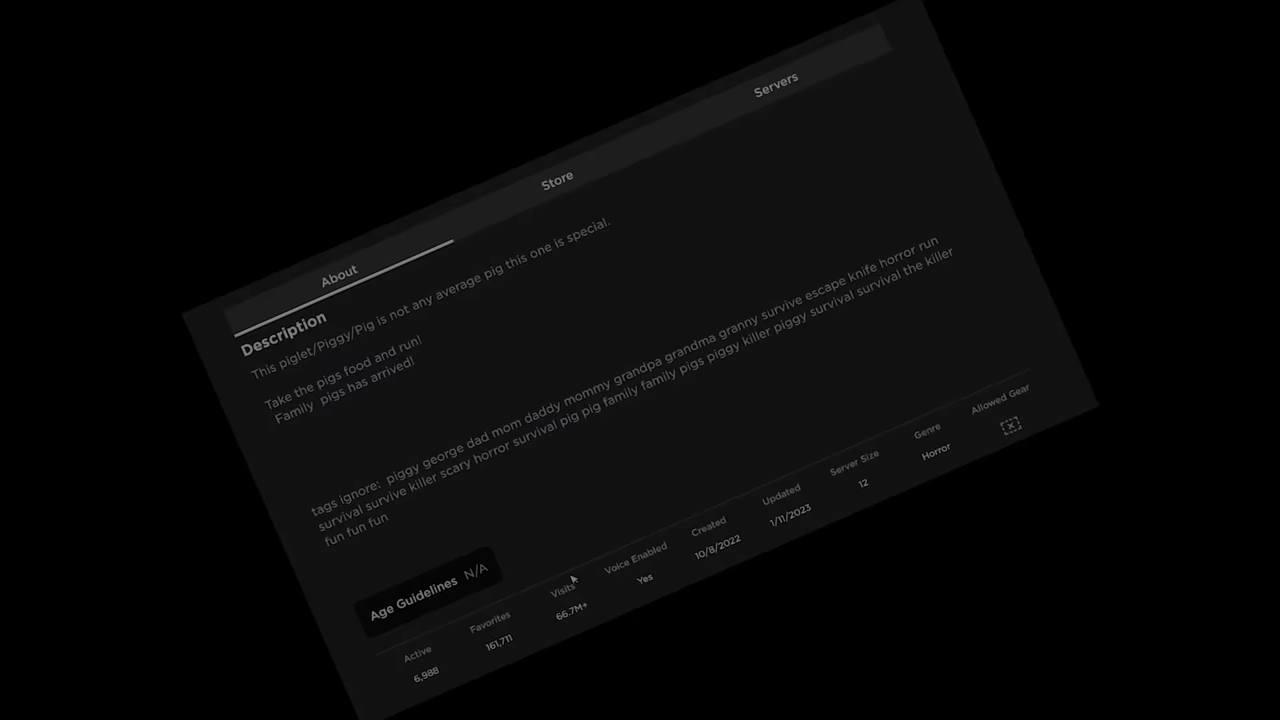 About
Store
Servers
Description
This piglet/Piggy/Pig is not any average pig this one is special.
Take the pigs food and run!
Family  pigs has arrived!
tags ignore:  piggy george dad mom daddy mommy grandpa grandma granny survive escape knife horror run
survival survive killer scary horror survival pig pig family family pigs piggy killer piggy survival survival the killer
fun fun fun
Age Guidelines N/A
Active
6,988
Favorites
161,711
Visits
66.7M+
Voice Enabled
Yes
Created
10/8/2022
Updated
1/11/2023
Server Size
12
Genre
Horror
Allowed Gear